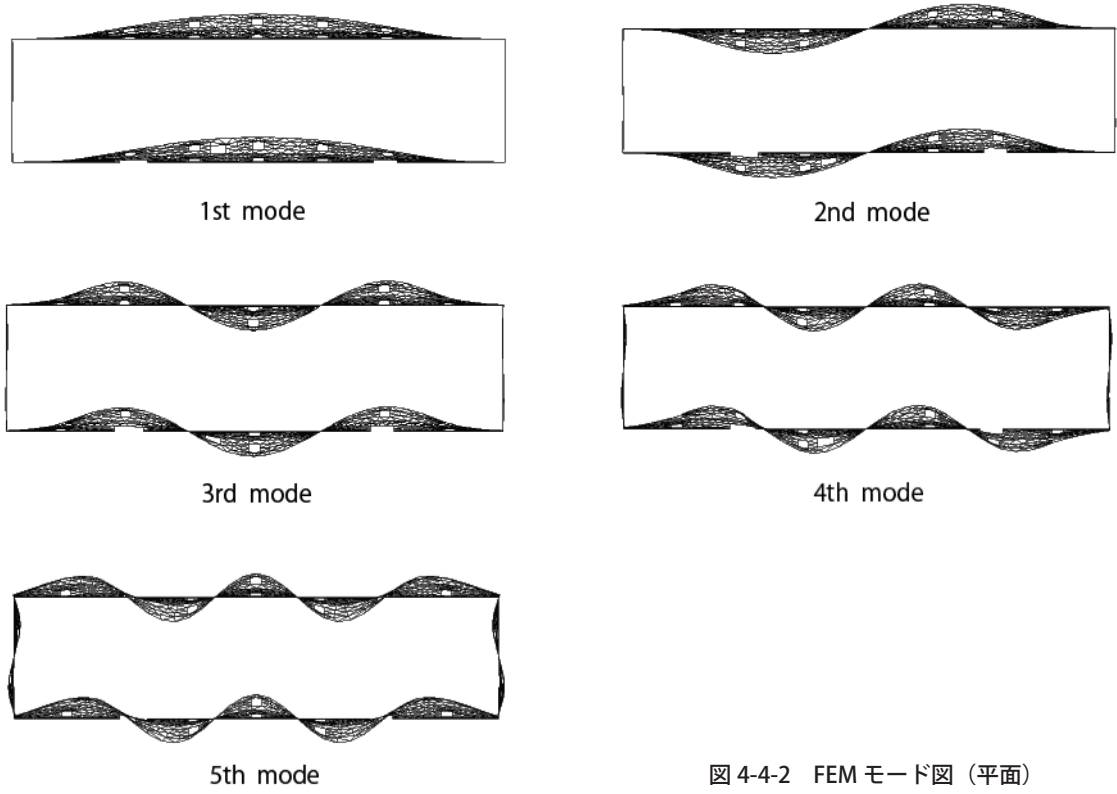 1st mode
2nd mode
3rd mode
4th mode
5th mode
図 4-4-2 FEM モード図（平面）